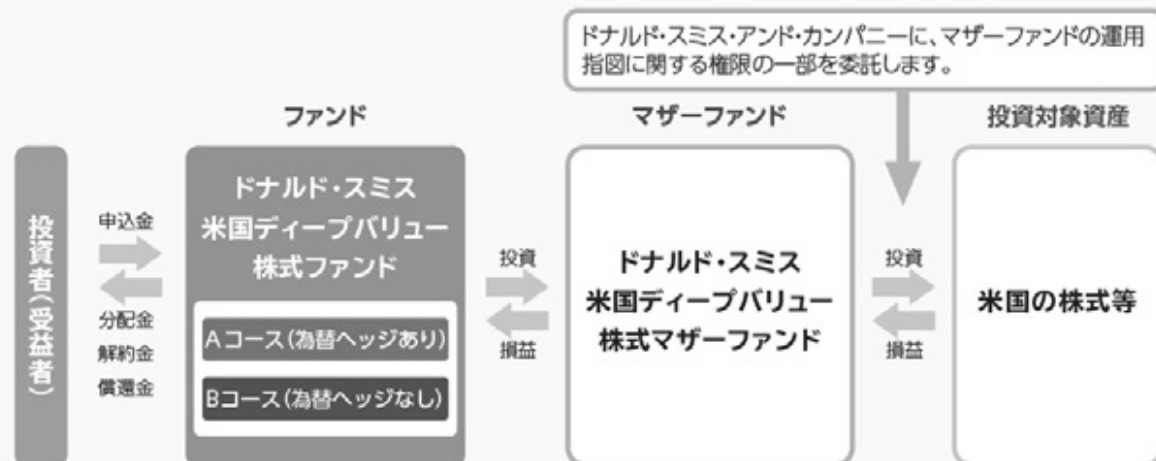 ドナルド・スミス・アンド・カンパニーに、マザーファンドの運用
指図に関する権限の一部を委託します。
ファンド
マザーファンド
投資対象資産
投資者(受益者)
申込金
分配金
解約金
償還金
ドナルド・スミス
米国ディープバリュー
株式ファンド
Aコース(為替ヘッジあり)
Bコース(為替ヘッジなし)
投資
損益
ドナルド・スミス
米国ディープバリュー
株式マザーファンド
投資
損益
米国の株式等